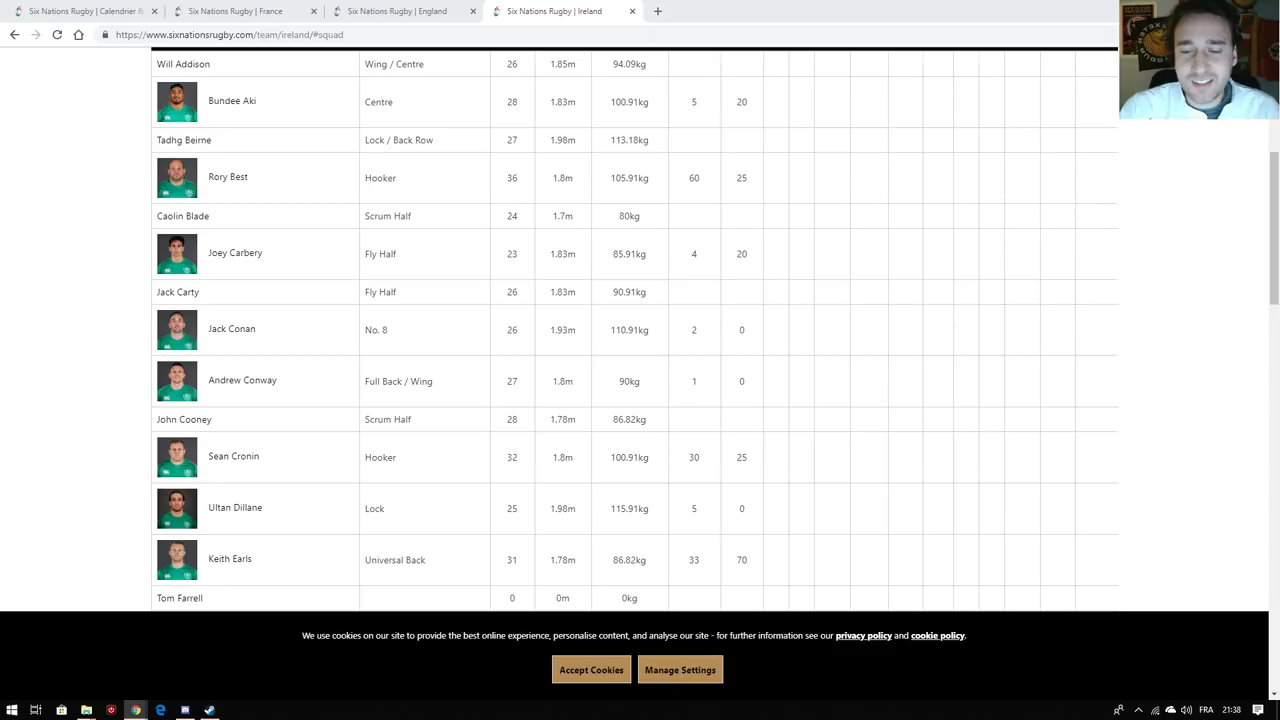 Six Nations Rugby | Calendrier &
Six Nations Rugby | France
Six Nations Rugby | England
Six Nations Rugby | Ireland
https://www.sixnationsrugby.com/team/ireland/#squad
Will Addison Wing / Centre 26 1.85m 94.09kg
Bundee Aki Centre 28 1.83m 100.91kg 5 20
Tadhg Beirne Lock / Back Row 27 1.98m 113.18kg
Rory Best Hooker 36 1.8m 105.91kg 60 25
Caolin Blade Scrum Half 24 1.7m 80kg
Joey Carbery Fly Half 23 1.83m 85.91kg 4 20
Jack Carty Fly Half 26 1.83m 90.91kg
Jack Conan No. 8 26 1.93m 110.91kg 2 0
Andrew Conway Full Back / Wing 27 1.8m 90kg 1 0
John Cooney Scrum Half 28 1.78m 86.82kg
Sean Cronin Hooker 32 1.8m 100.91kg 30 25
Ultan Dillane Lock 25 1.98m 115.91kg 5 0
Keith Earls Universal Back 31 1.78m 86.82kg 33 70
Tom Farrell 0 0m 0kg
We use cookies on our site to provide the best online experience, personalise content, and analyse our site - for further information see our privacy policy and cookie policy.
Accept Cookies Manage Settings
FRA 21:38